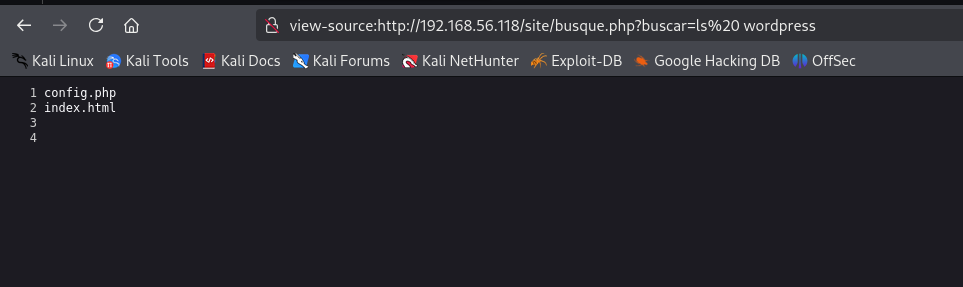 view-source:http://192.168.56.118/site/busque.php?buscar=ls%20 wordpress
Kali Linux Kali Tools Kali Docs Kali Forums Kali NetHunter Exploit-DB Google Hacking DB OffSec
1 config.php
2 index.html
3
4